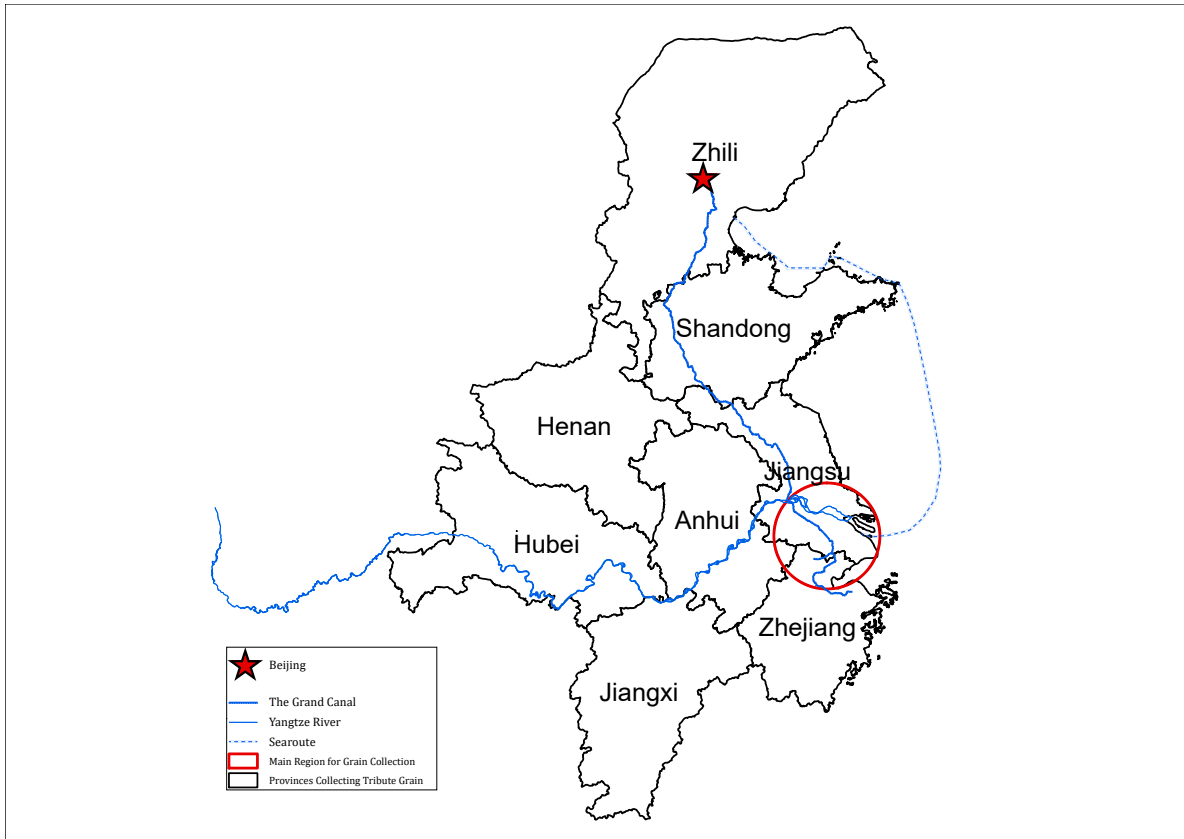 Zhili
Shandong
Henan
Jiangsu
Anhui
Hubei
Zhejiang
Jiangxi
Beijing
The Grand Canal
Yangtze River
Searoute
Main Region for Grain Collection
Provinces Collecting Tribute Grain